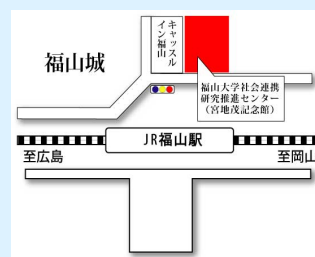 キャッスル
イン福山
福山城
福山大学社会連携
研究推進センター
(宮地茂記念館)
JR福山駅
至広島
至岡山